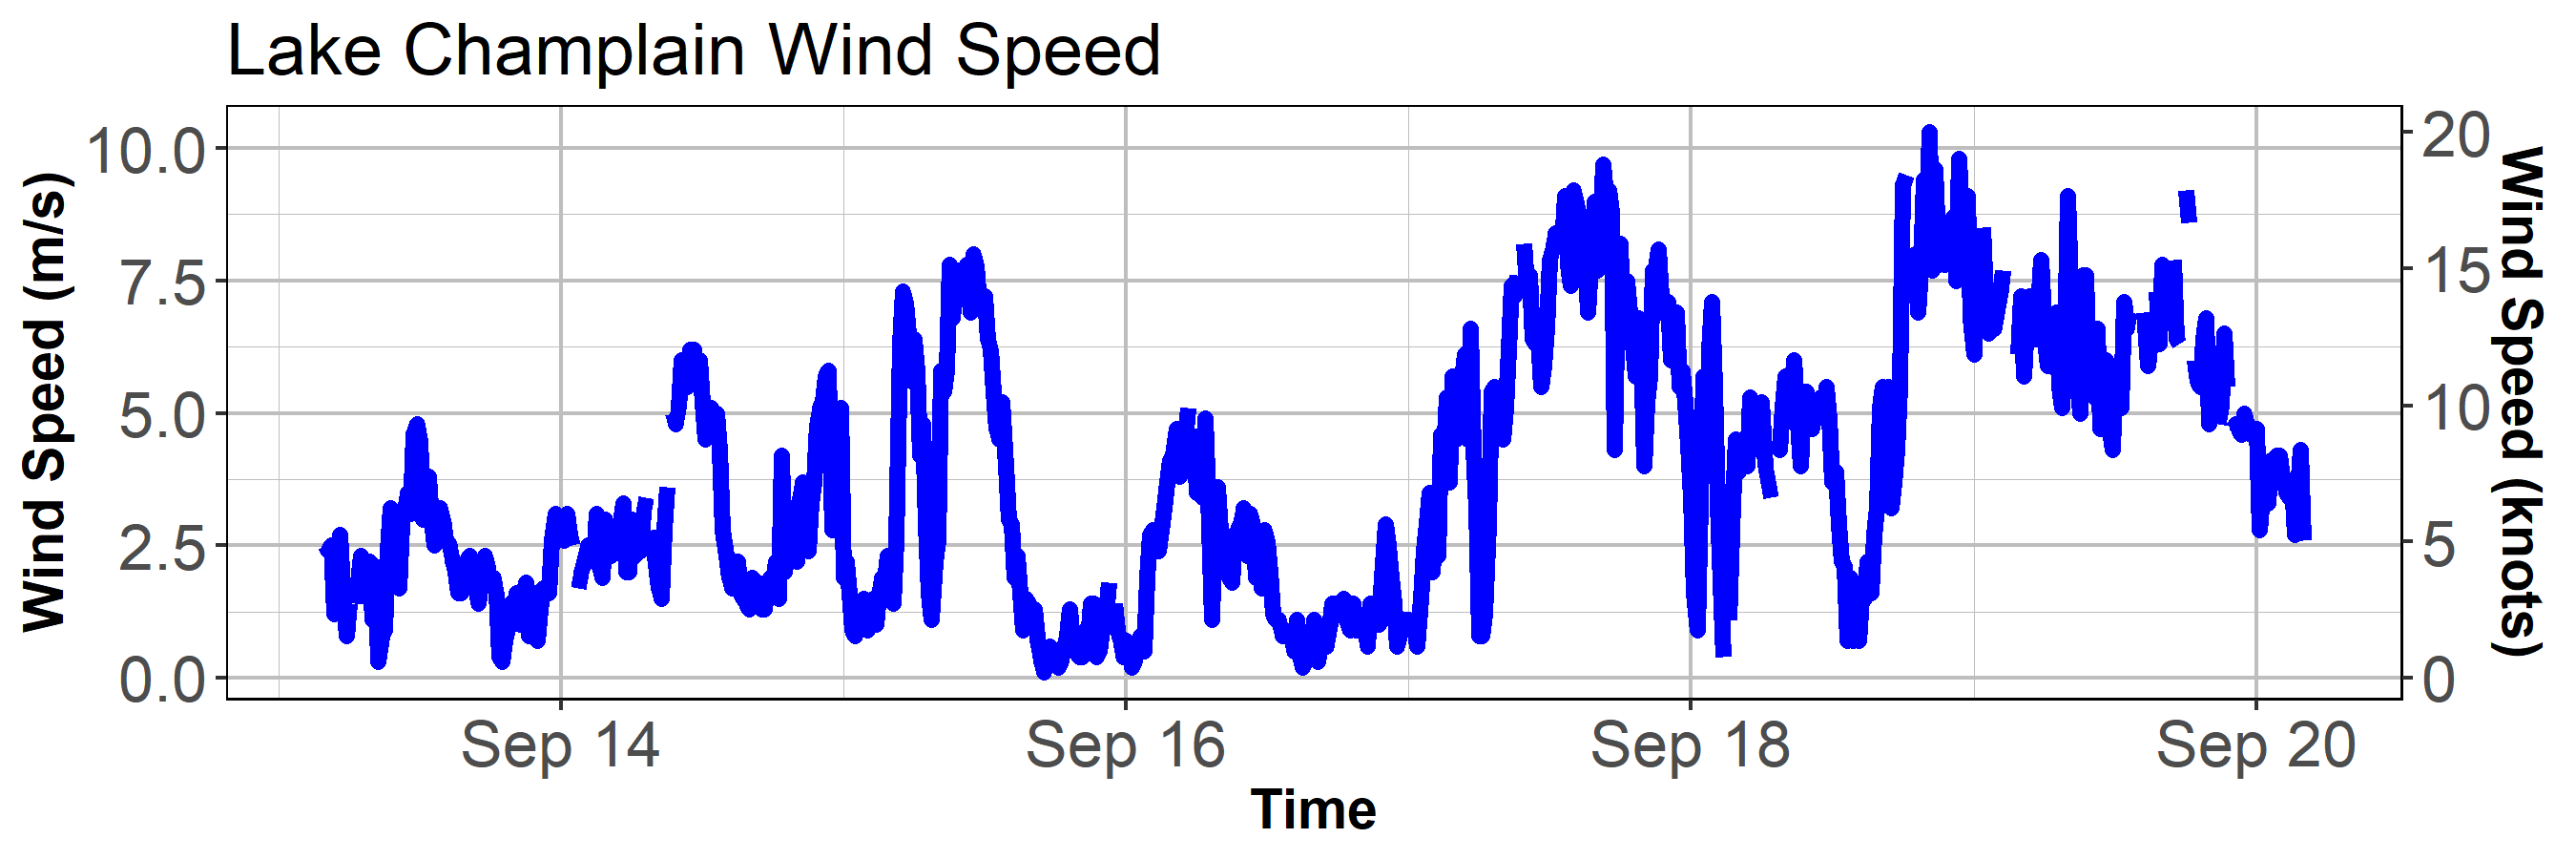 Lake Champlain Wind Speed
Wind Speed (m/s)
10.0
7.5
5.0
2.5
0.0
20
15
10
5
0
Wind Speed (knots)
Sep 14
Sep 16
Sep 18
Sep 20
Time